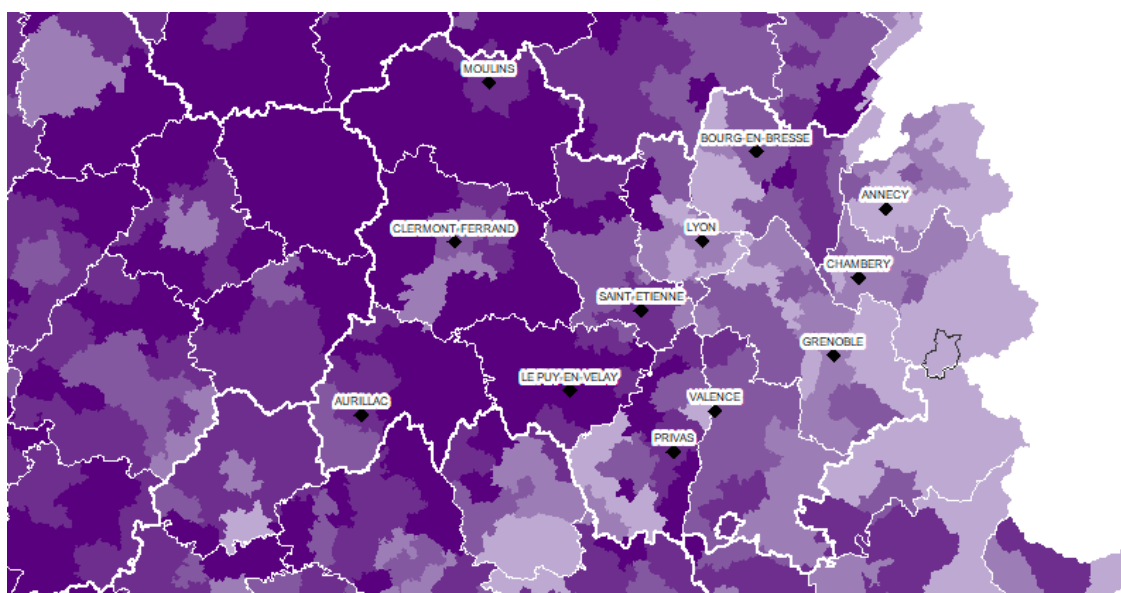 MOULINS
BOURG-EN-BRESSE
ANNECY
CLERMONT-FERRAND
LYON
CHAMBERY
SAINT-ETIENNE
GRENOBLE
LE PUY-EN-VELAY
AURILLAC
VALENCE
PRIVAS